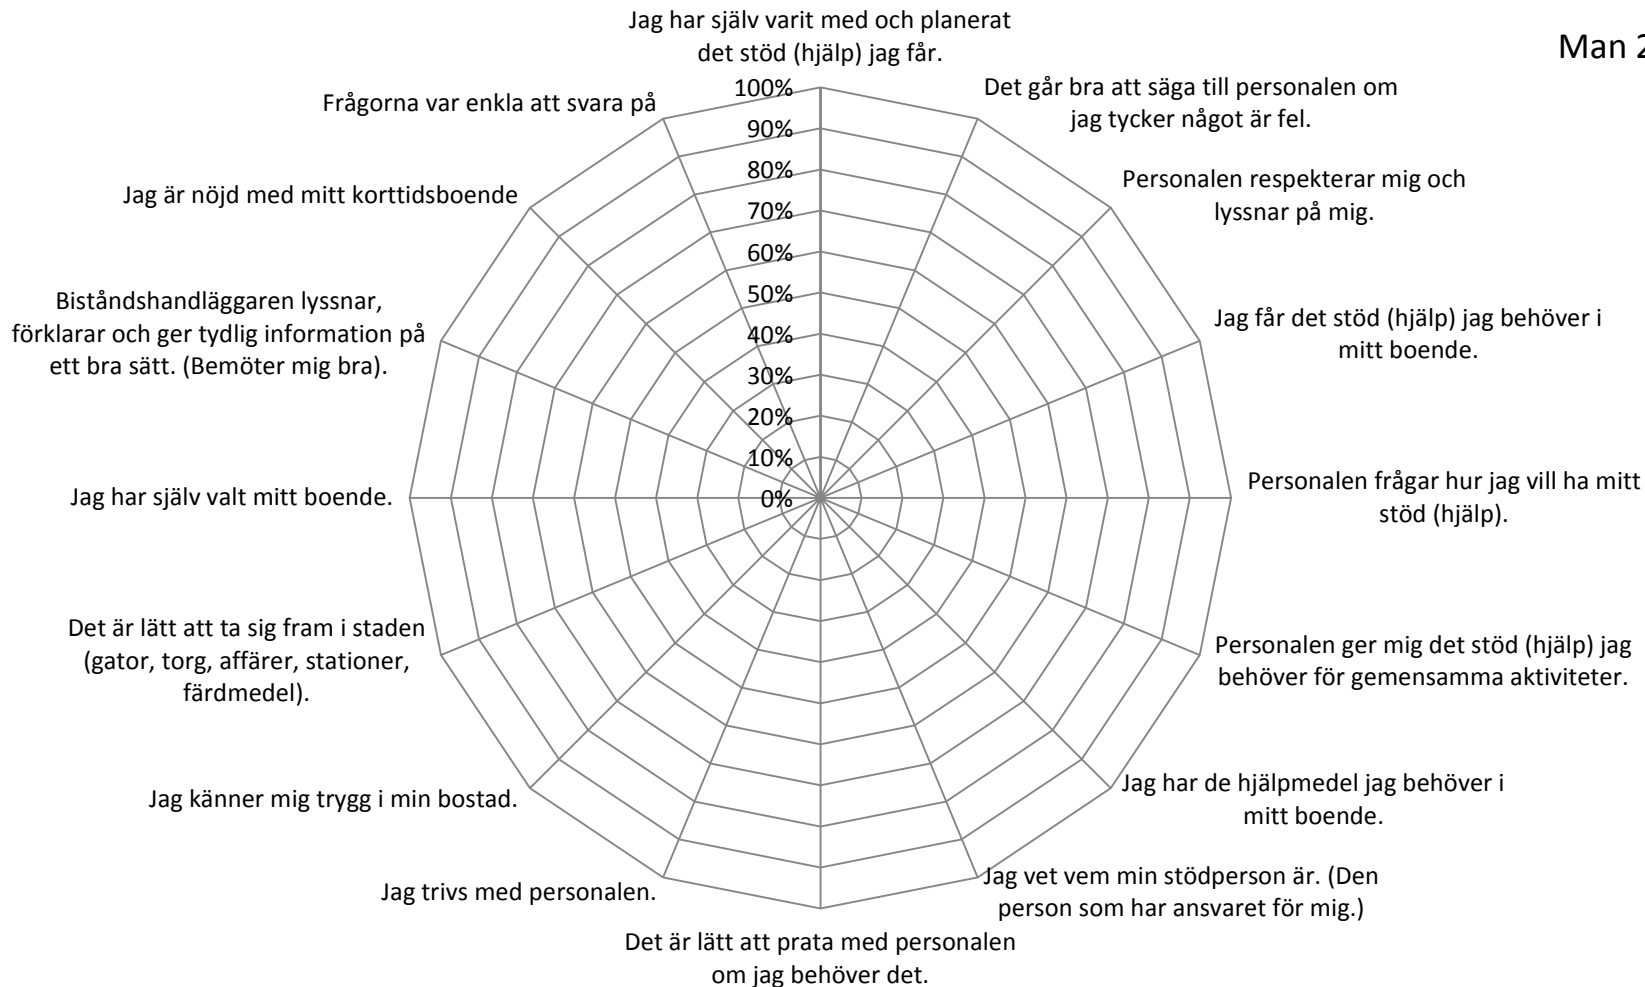 Jag har själv varit med och planerat
det stöd (hjälp) jag får.
Man 2
Det går bra att säga till personalen om
jag tycker något är fel.
Personalen respekterar mig och
lyssnar på mig.
Jag får det stöd (hjälp) jag behöver i
mitt boende.
Personalen frågar hur jag vill ha mitt
stöd (hjälp).
Personalen ger mig det stöd (hjälp) jag
behöver för gemensamma aktiviteter.
Jag har de hjälpmedel jag behöver i
mitt boende.
Jag vet vem min stödperson är. (Den
person som har ansvaret för mig.)
Det är lätt att prata med personalen
om jag behöver det.
Jag trivs med personalen.
Jag känner mig trygg i min bostad.
Det är lätt att ta sig fram i staden
(gator, torg, affärer, stationer,
färdmedel).
Jag har själv valt mitt boende.
Biståndshandläggaren lyssnar,
förklarar och ger tydlig information på
ett bra sätt. (Bemöter mig bra).
Jag är nöjd med mitt korttidsboende
Frågorna var enkla att svara på
100%
90%
80%
70%
60%
50%
40%
30%
20%
10%
0%